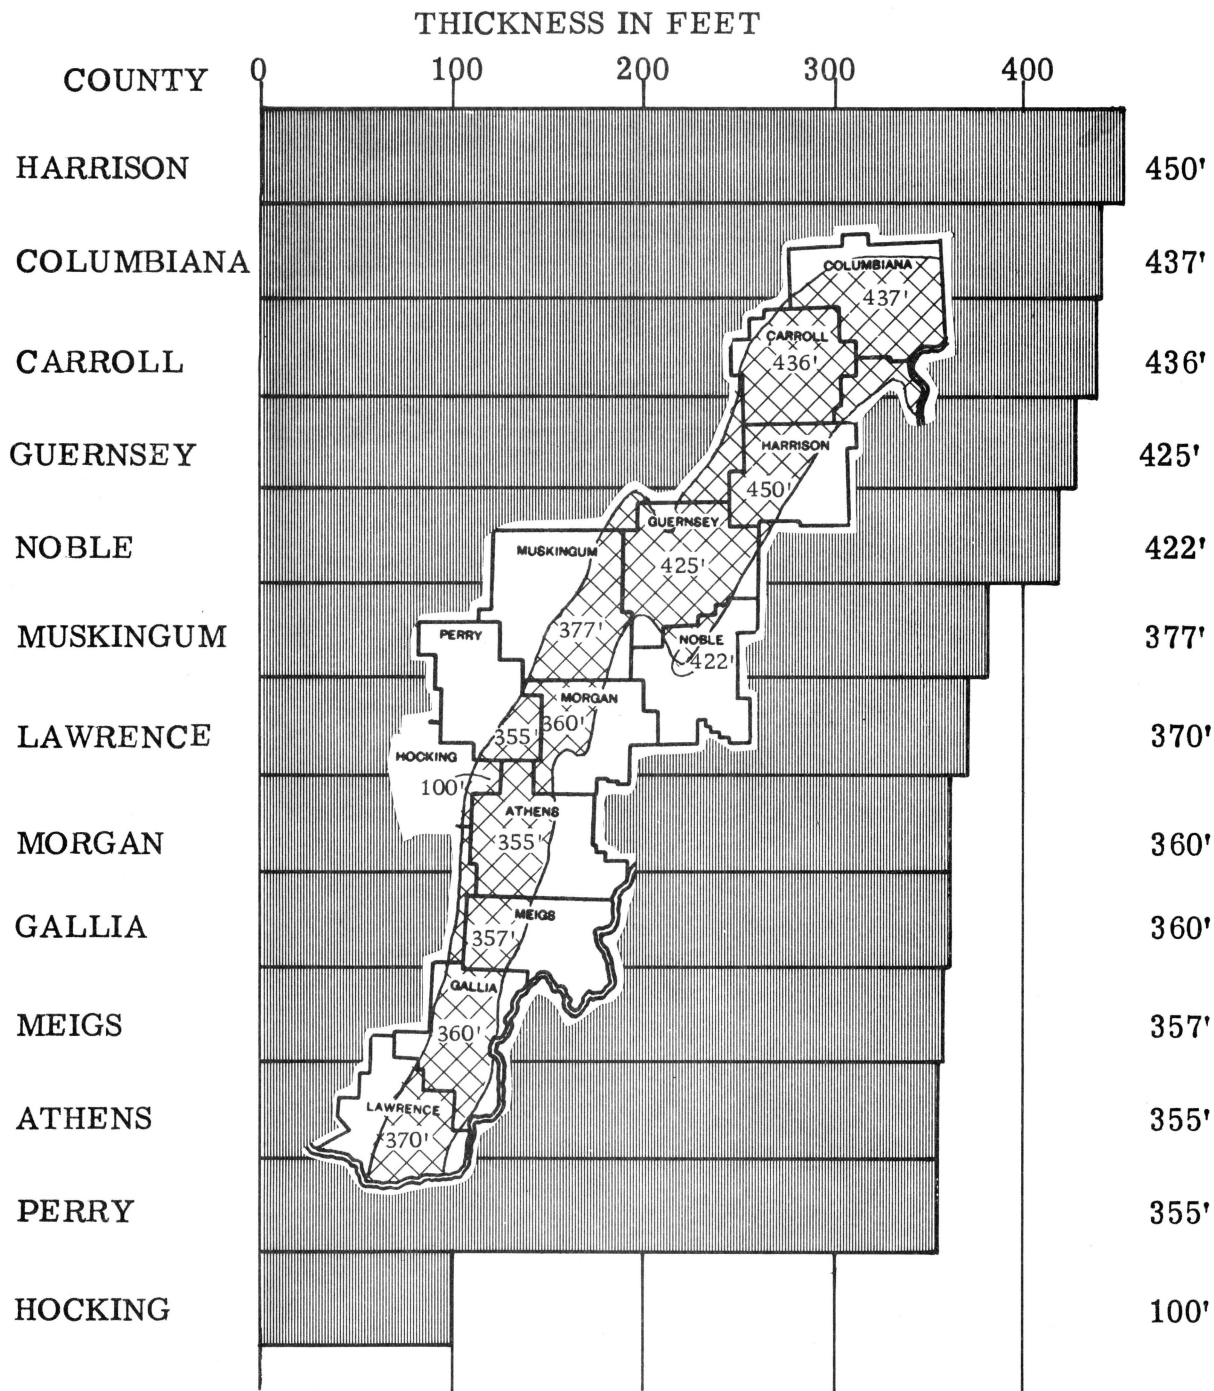 THICKNESS IN FEET
COUNTY 0 100 200 300 400
HARRISON 450'
COLUMBIANA 437'
CARROLL 436'
GUERNSEY 425'
NOBLE 422'
MUSKINGUM 377'
LAWRENCE 370'
MORGAN 360'
GALLIA 360'
MEIGS 357'
ATHENS 355'
PERRY 355'
HOCKING 100'
COLUMBIANA
437'
CARROLL
436'
HARRISON
450'
GUERNSEY
425'
MUSKINGUM
377'
PERRY
355'
NOBLE
422'
MORGAN
360'
HOCKING
100'
ATHENS
355'
MEIGS
357'
GALLIA
360'
LAWRENCE
370'